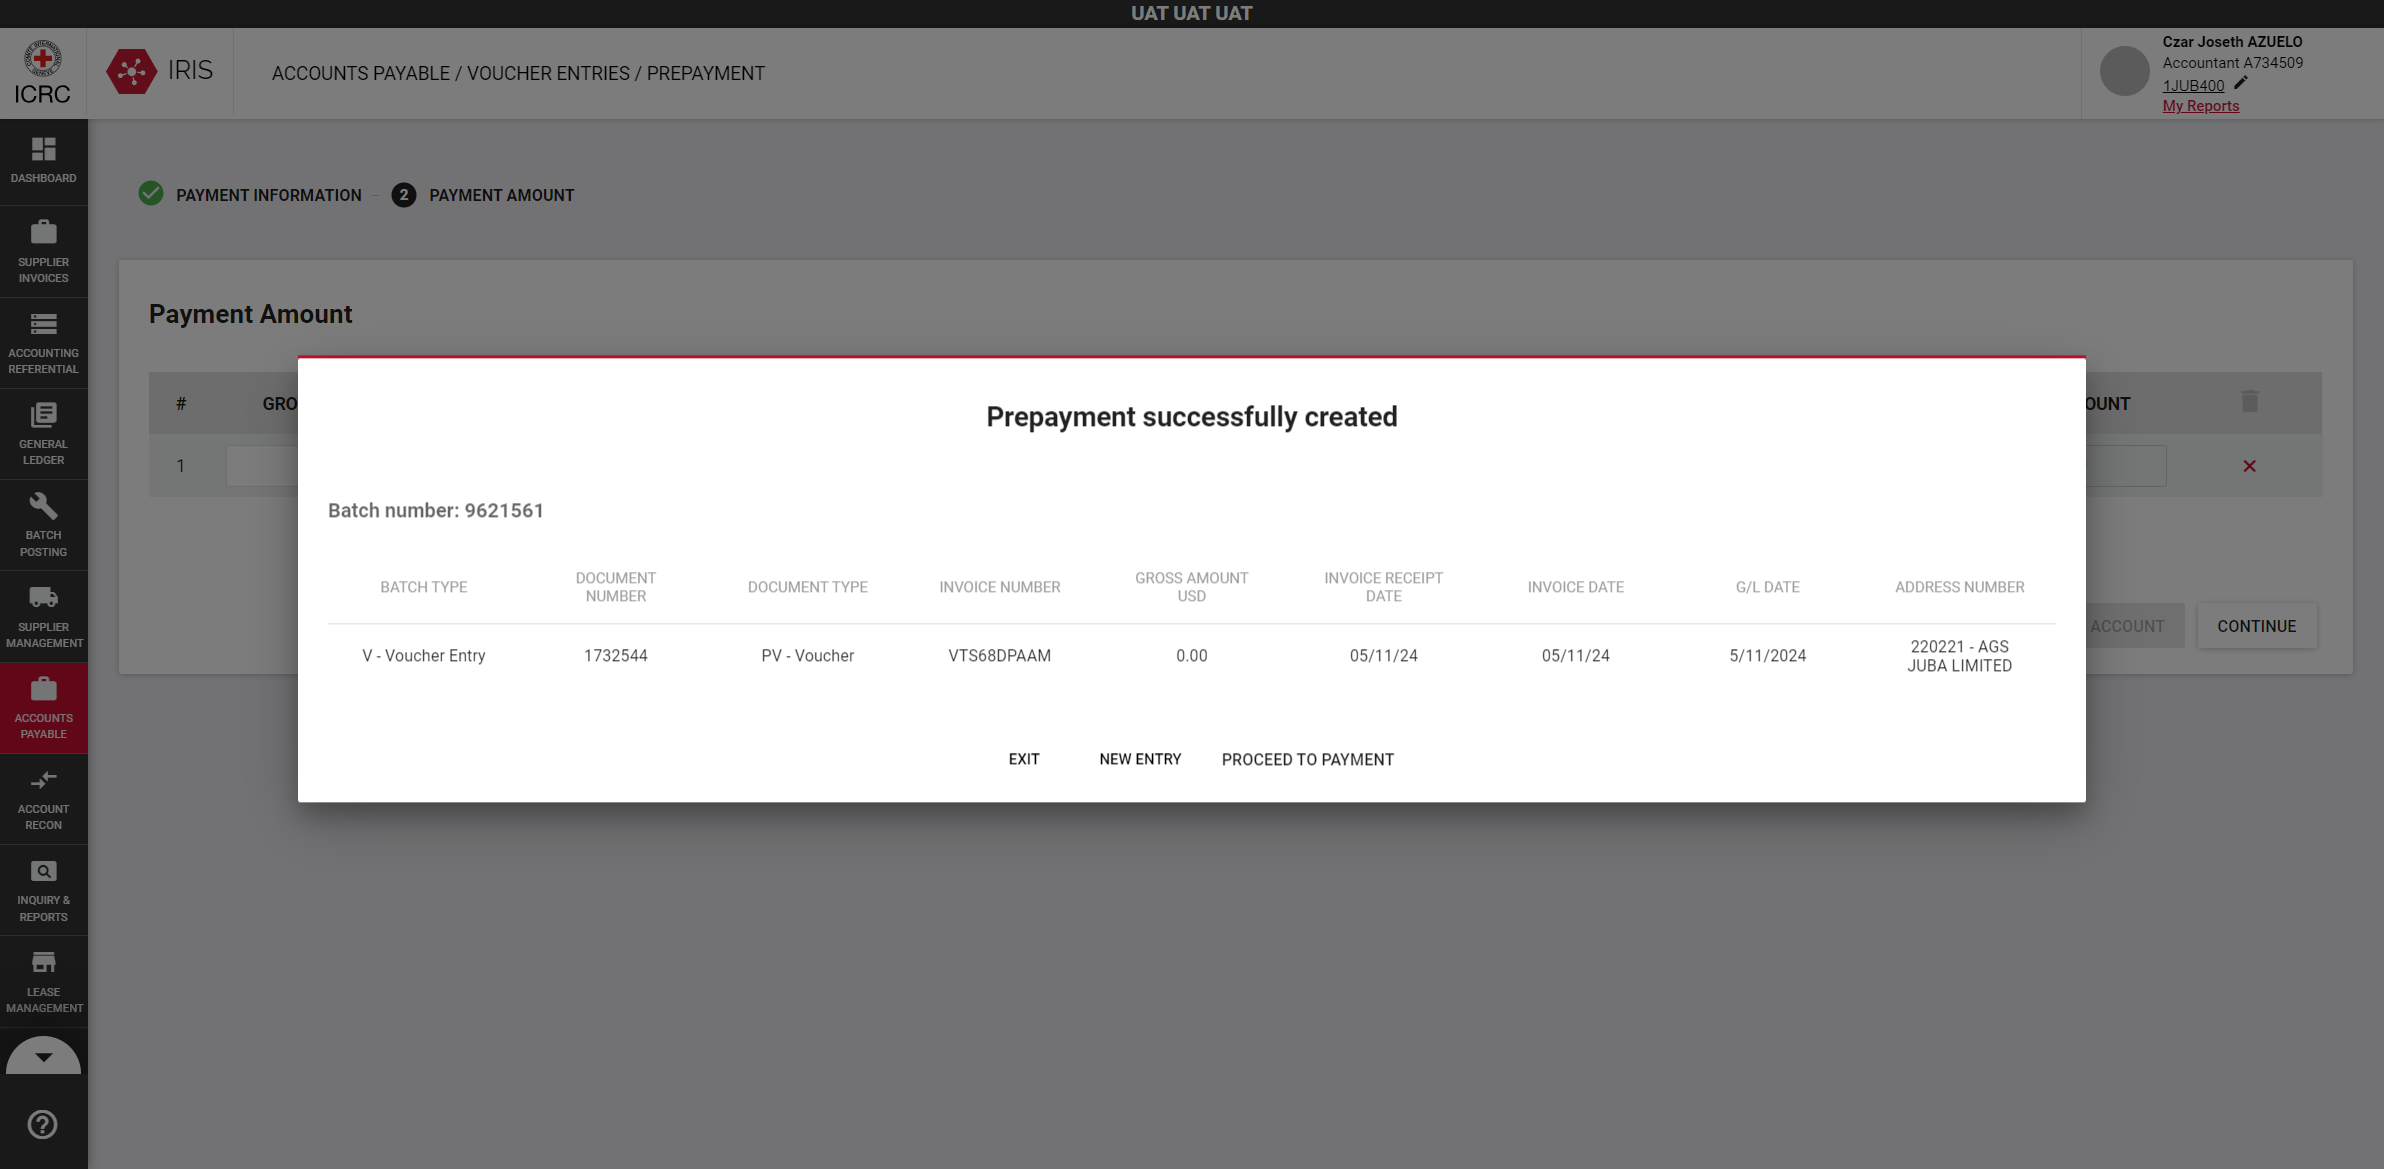 UAT UAT UAT
ICRC
IRIS
ACCOUNTS PAYABLE / VOUCHER ENTRIES / PREPAYMENT
Czar Joseth AZUELO
Accountant A734509
1JUB400
My Reports
DASHBOARD
SUPPLIER
INVOICES
ACCOUNTING
REFERENTIAL
GENERAL
LEDGER
BATCH
POSTING
SUPPLIER
MANAGEMENT
ACCOUNTS
PAYABLE
ACCOUNT
RECON
INQUIRY &
REPORTS
LEASE
MANAGEMENT
PAYMENT INFORMATION
2 PAYMENT AMOUNT
Payment Amount
# GRO OUNT
1
Prepayment successfully created
Batch number: 9621561
BATCH TYPE DOCUMENT NUMBER DOCUMENT TYPE INVOICE NUMBER GROSS AMOUNT USD INVOICE RECEIPT DATE INVOICE DATE G/L DATE ADDRESS NUMBER
V - Voucher Entry 1732544 PV - Voucher VTS68DPAAM 0.00 05/11/24 05/11/24 5/11/2024 220221 - AGS JUBA LIMITED
EXIT NEW ENTRY PROCEED TO PAYMENT
ACCOUNT CONTINUE